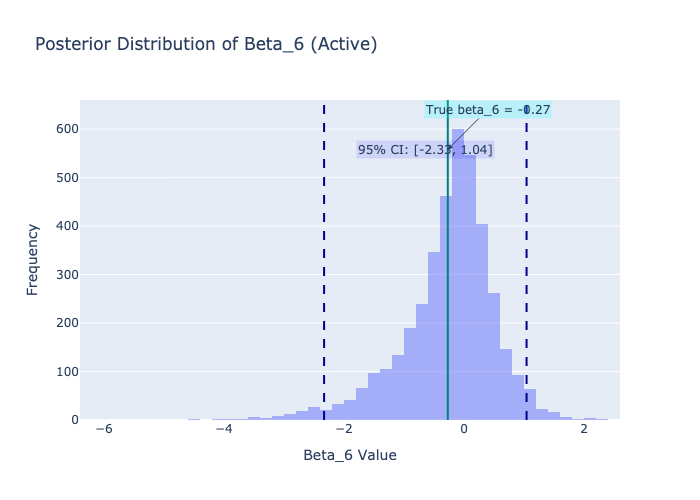 Posterior Distribution of Beta_6 (Active)
True beta_6 = -0.27
95% CI: [-2.33, 1.04]
600
500
400
300
200
100
0
Frequency
−6
−4
−2
0
2
Beta_6 Value